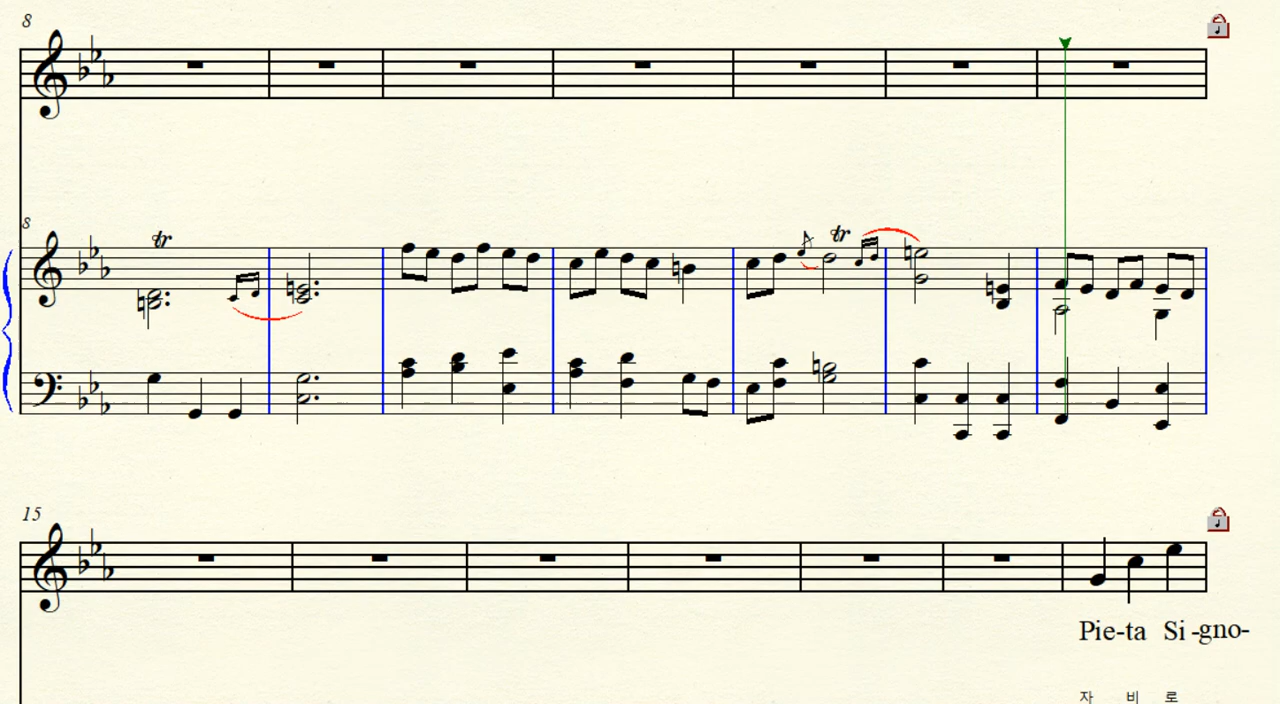 8
8
tr
tr
15
Pie-ta Si-gno-
자 비 로